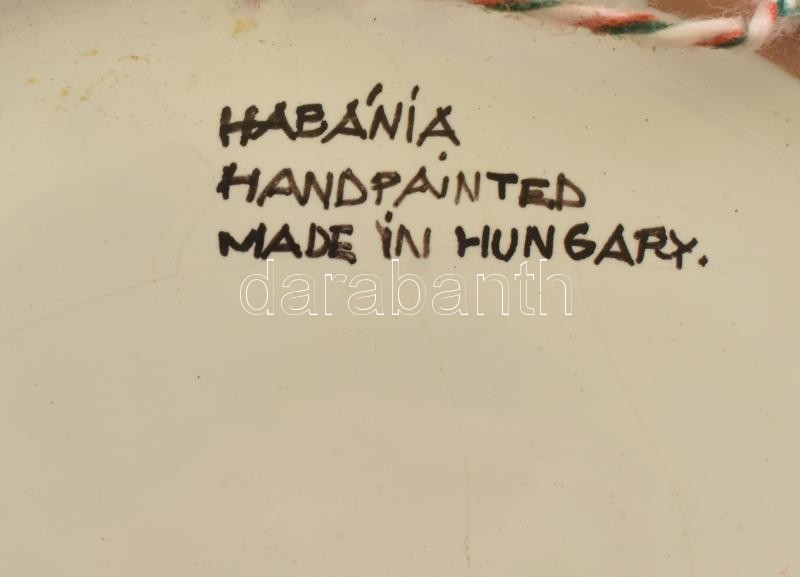 HABÁNIA
HANDPAINTED
MADE IN HUNGARY.
darabanth